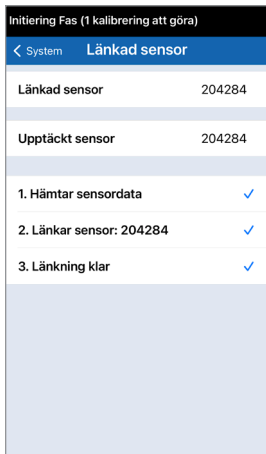 Initiering Fas (1 kalibrering att göra)
System Länkad sensor
Länkad sensor 204284
Upptäckt sensor 204284
1. Hämtar sensordata
2. Länkar sensor: 204284
3. Länkning klar